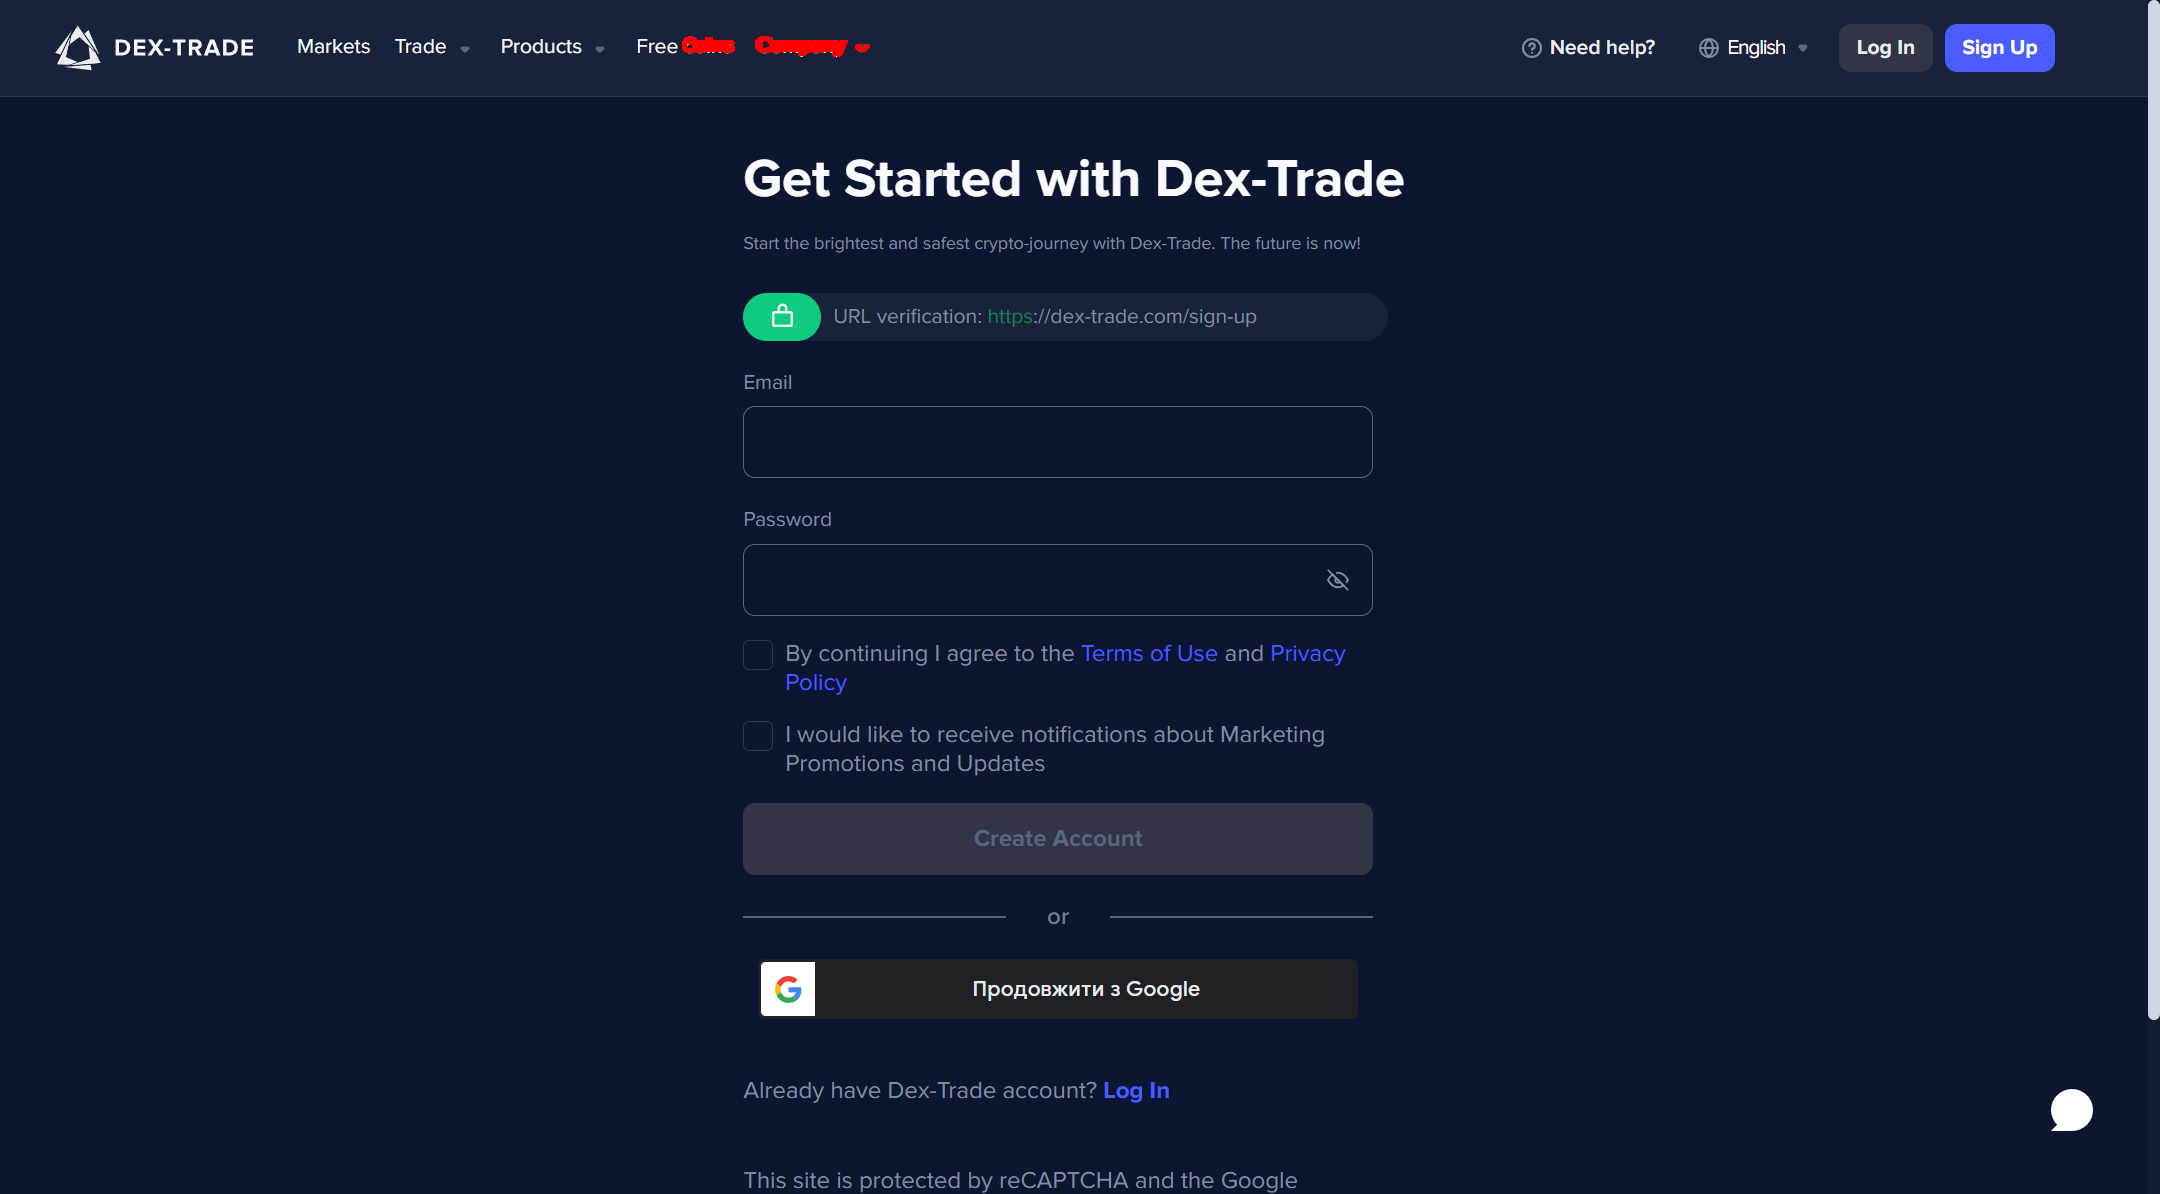 DEX-TRADE Markets Trade Products Free Need help? English Log In Sign Up
Get Started with Dex-Trade
Start the brightest and safest crypto-journey with Dex-Trade. The future is now!
URL verification: https://dex-trade.com/sign-up
Email
Password
By continuing I agree to the Terms of Use and Privacy
Policy
I would like to receive notifications about Marketing
Promotions and Updates
Create Account
or
Продовжити з Google
Already have Dex-Trade account? Log In
This site is protected by reCAPTCHA and the Google